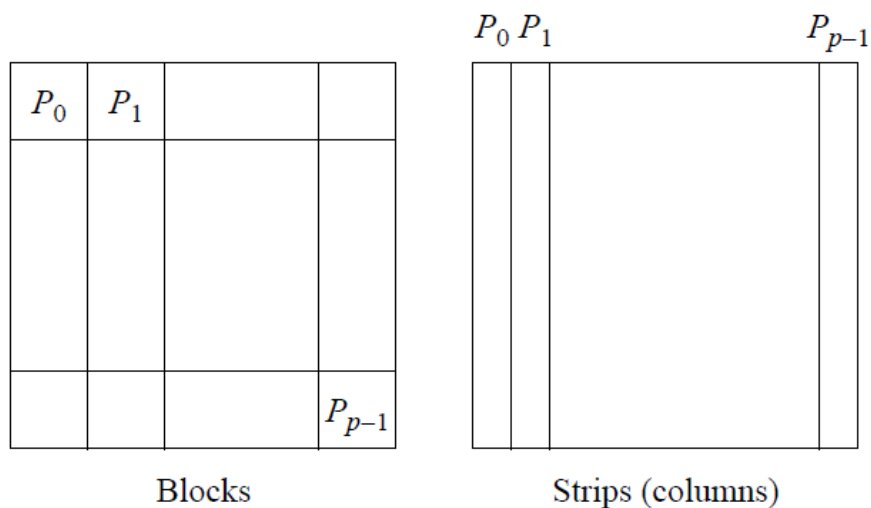 P₀ P₁ Pₚ₋₁
P₀ P₁
Pₚ₋₁
Blocks Strips (columns)